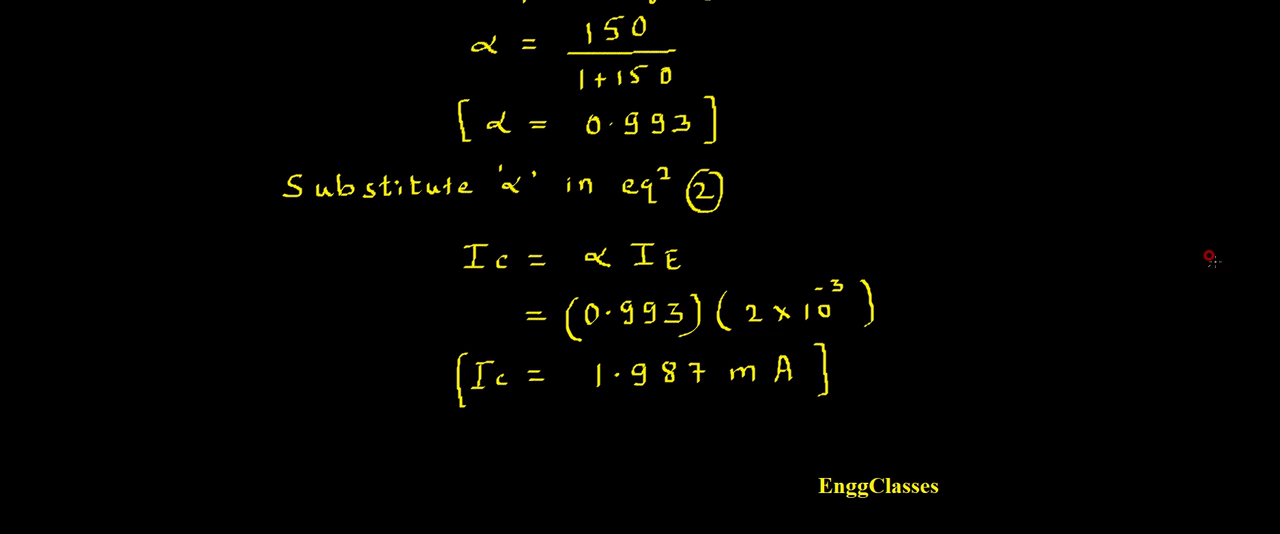 α = 150
1+150
[ α = 0.993 ]
Substitute 'α' in eqⁿ ②
Ic = α IE
= (0.993) ( 2 × 10⁻³ )
[ Ic = 1.987 m A ]
EnggClasses